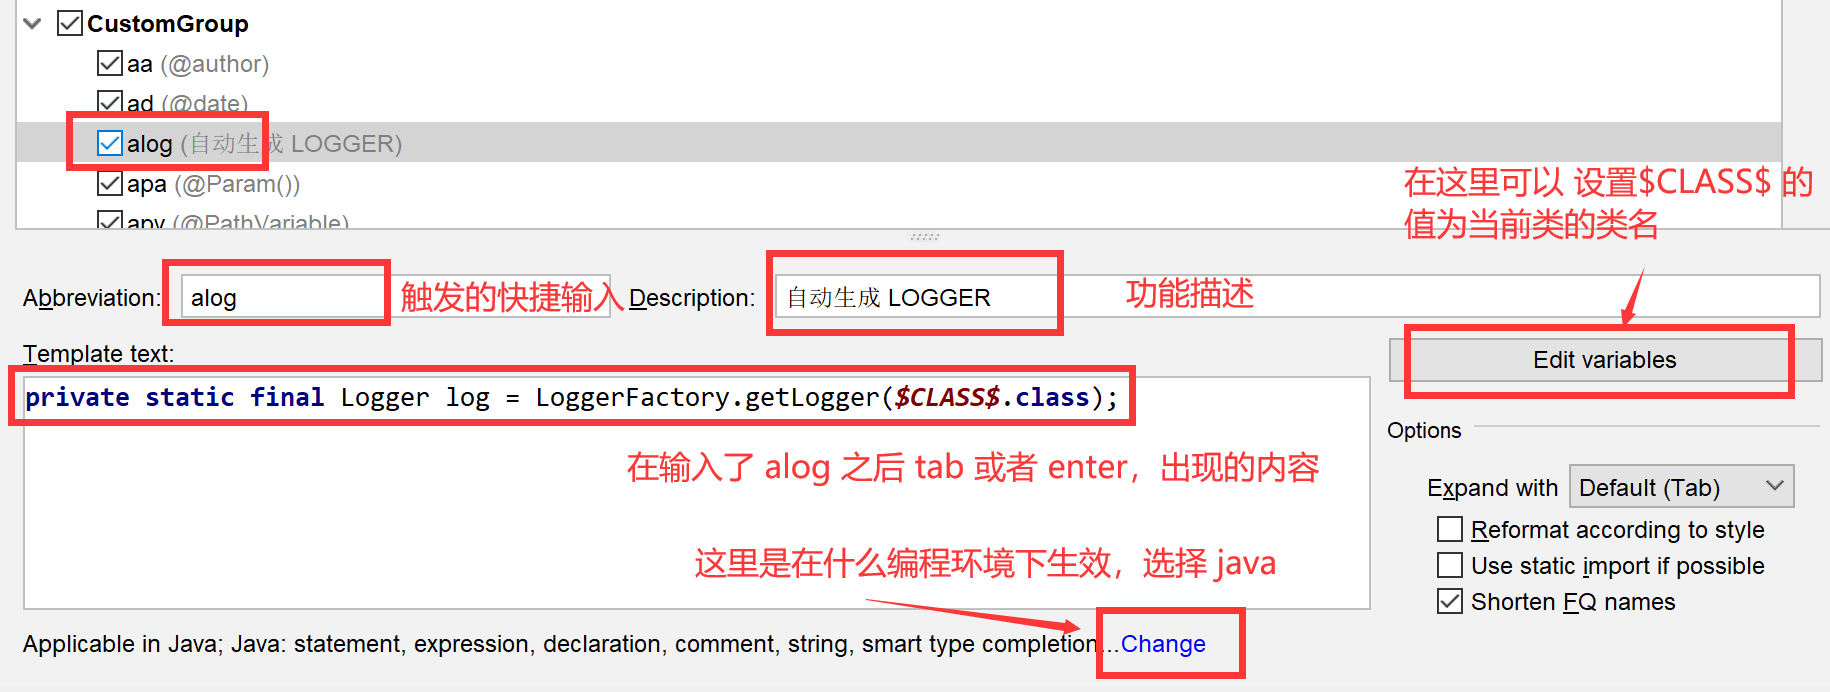 CustomGroup
aa (@author)
ad (@date)
alog (自动生成 LOGGER)
apa (@Param())
apv (@PathVariable)
在这里可以 设置$CLASS$ 的
值为当前类的类名
Abbreviation: alog 触发的快捷输入 Description: 自动生成 LOGGER 功能描述
Template text:
Edit variables
private static final Logger log = LoggerFactory.getLogger($CLASS$.class);
Options
在输入了 alog 之后 tab 或者 enter，出现的内容
Expand with Default (Tab)
Reformat according to style
这里是在什么编程环境下生效，选择 java
Use static import if possible
Shorten FQ names
Applicable in Java; Java: statement, expression, declaration, comment, string, smart type completion...Change